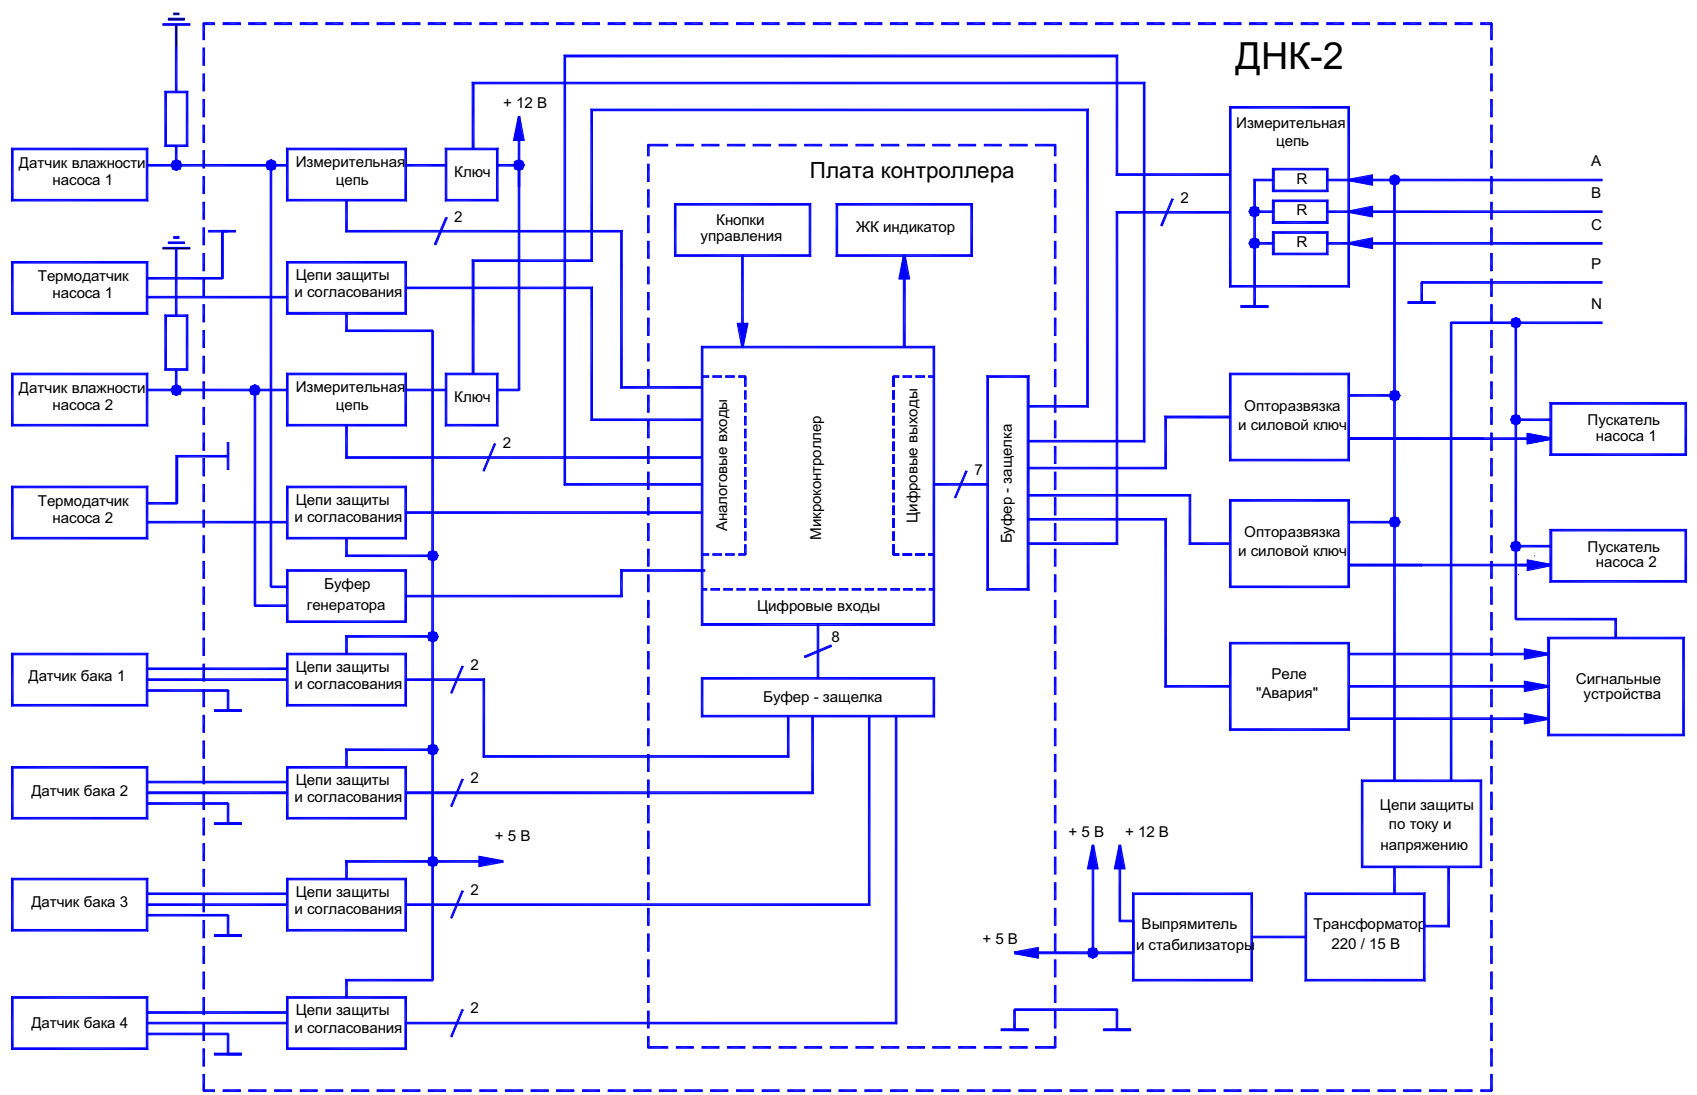 ДНК-2
+ 12 В
Датчик влажности
насоса 1
Измерительная
цепь
Ключ
2
Термодатчик
насоса 1
Цепи защиты
и согласования
Датчик влажности
насоса 2
Измерительная
цепь
Ключ
2
Термодатчик
насоса 2
Цепи защиты
и согласования
Буфер
генератора
Датчик бака 1
Цепи защиты
и согласования
2
Датчик бака 2
Цепи защиты
и согласования
2
+ 5 В
Датчик бака 3
Цепи защиты
и согласования
2
Датчик бака 4
Цепи защиты
и согласования
2
Плата контроллера
Кнопки
управления
ЖК индикатор
Аналоговые входы
Микроконтроллер
Цифровые выходы
Цифровые входы
7
Буфер - защелка
8
Буфер - защелка
Измерительная
цепь
R
R
R
2
A
B
C
P
N
Опторазвязка
и силовой ключ
Пускатель
насоса 1
Опторазвязка
и силовой ключ
Пускатель
насоса 2
Реле
"Авария"
Сигнальные
устройства
Цепи защиты
по току и
напряжению
+ 5 В
+ 12 В
+ 5 В
Выпрямитель
и стабилизаторы
Трансформатор
220 / 15 В